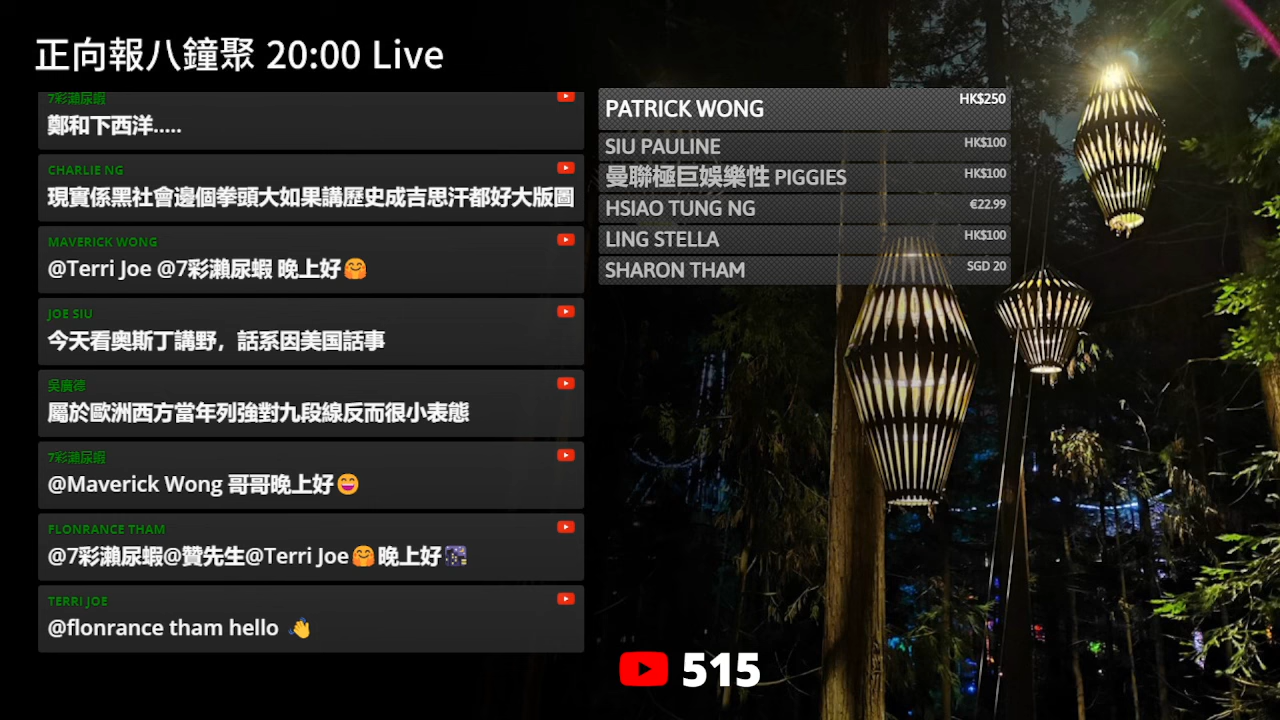 正向報八鐘聚 20:00 Live
7彩瀨尿蝦
鄭和下西洋.....
CHARLIE NG
現實係黑社會邊個拳頭大如果講歷史成吉思汗都好大版圖
MAVERICK WONG
@Terri Joe @7彩瀨尿蝦 晚上好🤗
JOE SIU
今天看奥斯丁講野，話系因美国話事
吳廣德
屬於歐洲西方當年列強對九段線反而很小表態
7彩瀨尿蝦
@Maverick Wong 哥哥晚上好😄
FLONRANCE THAM
@7彩瀨尿蝦@贊先生@Terri Joe🤗晚上好🌃
TERRI JOE
@flonrance tham hello 👋
PATRICK WONG HK$250
SIU PAULINE HK$100
曼聯極巨娛樂性 PIGGIES HK$100
HSIAO TUNG NG €22.99
LING STELLA HK$100
SHARON THAM SGD 20
515